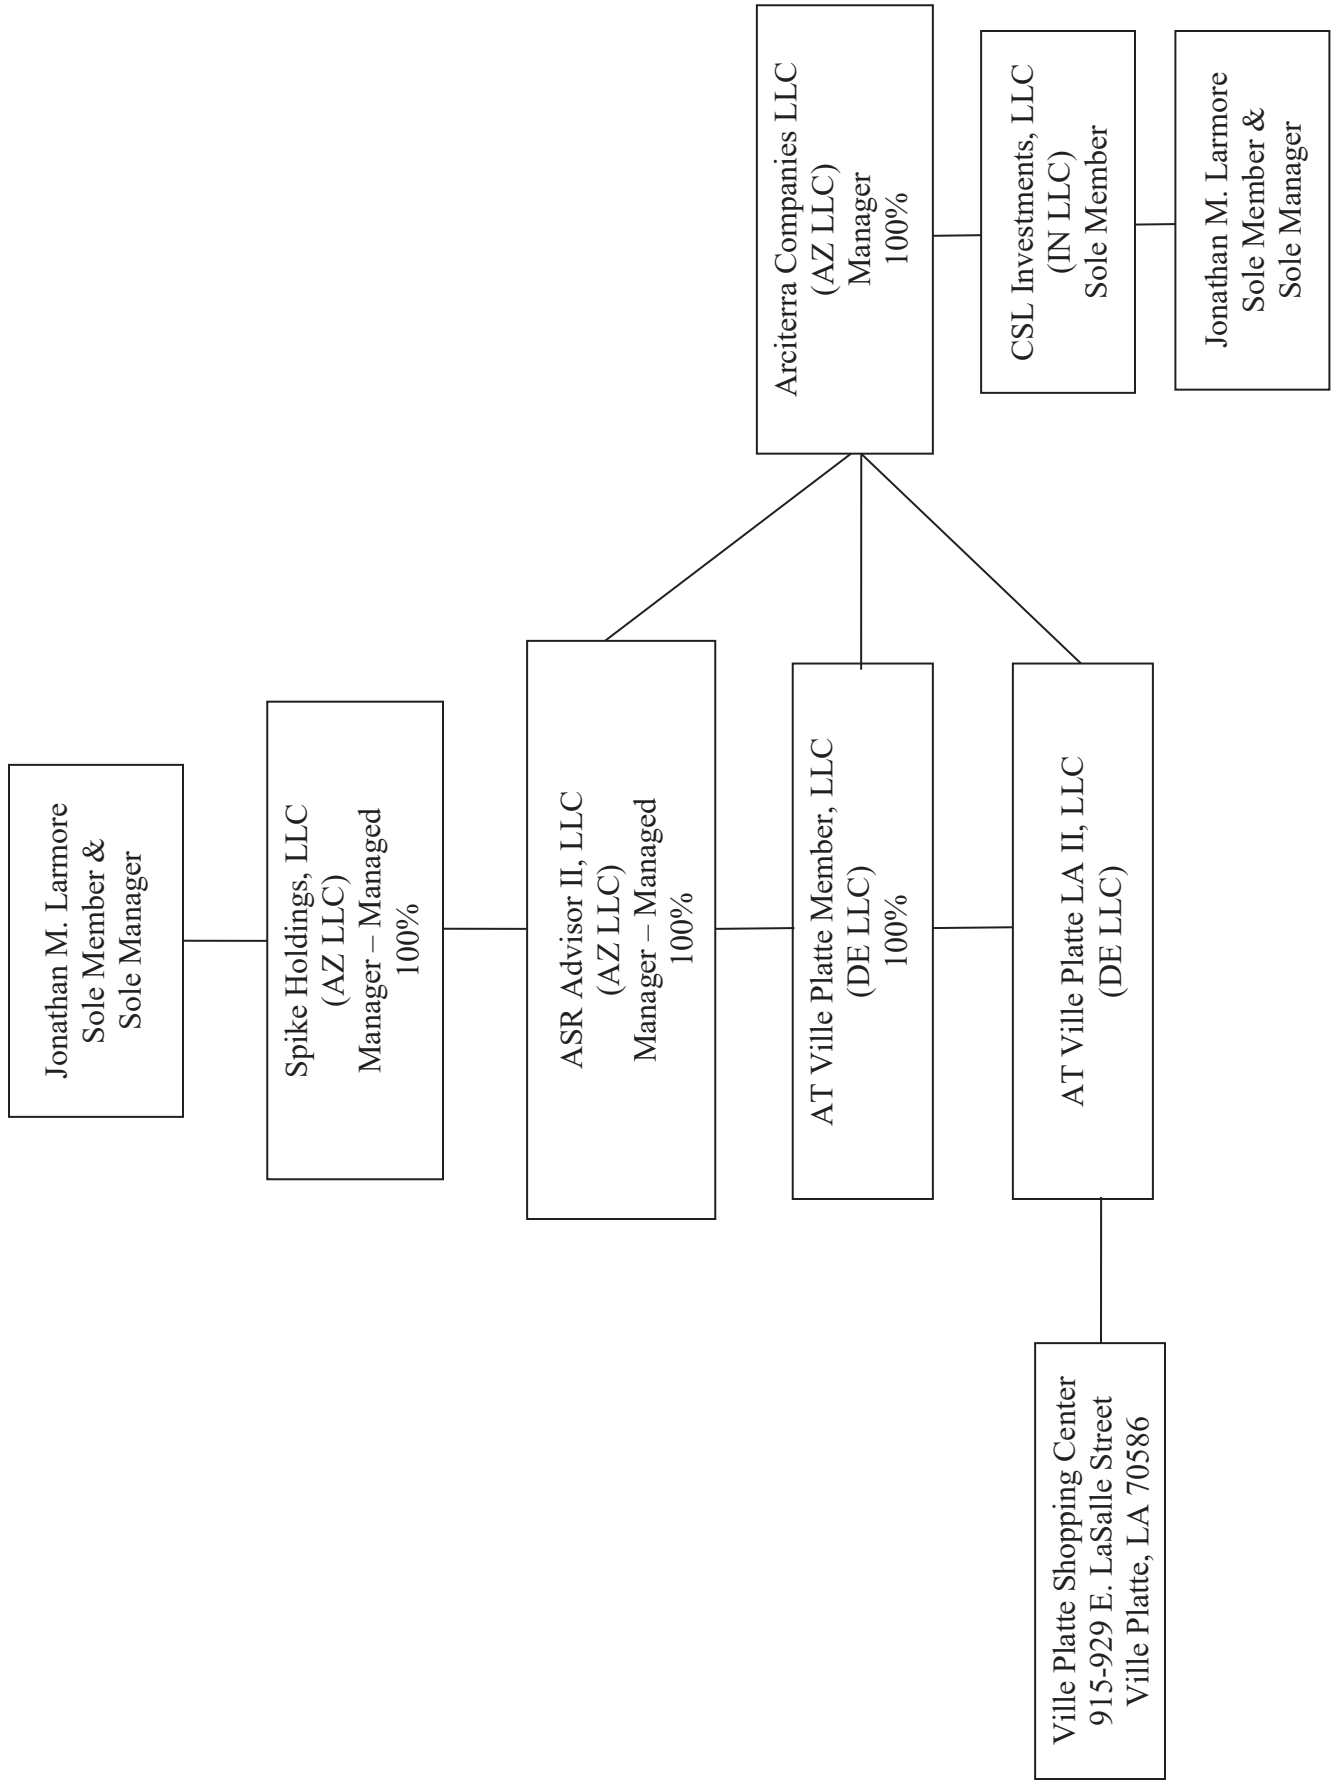 Jonathan M. Larmore
Sole Member &
Sole Manager
Spike Holdings, LLC
(AZ LLC)
Manager – Managed
100%
ASR Advisor II, LLC
(AZ LLC)
Manager – Managed
100%
AT Ville Platte Member, LLC
(DE LLC)
100%
AT Ville Platte LA II, LLC
(DE LLC)
Ville Platte Shopping Center
915-929 E. LaSalle Street
Ville Platte, LA 70586
Arciterra Companies LLC
(AZ LLC)
Manager
100%
CSL Investments, LLC
(IN LLC)
Sole Member
Jonathan M. Larmore
Sole Member &
Sole Manager